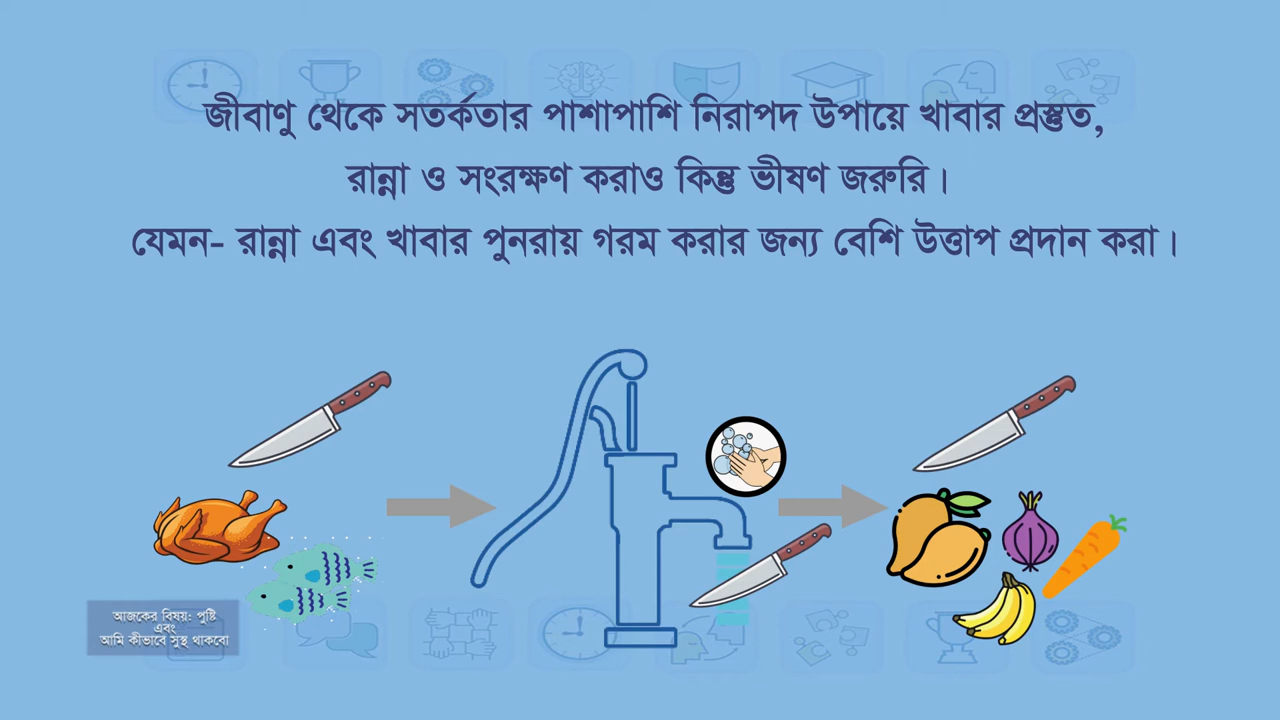 জীবাণু থেকে সতর্কতার পাশাপাশি নিরাপদ উপায়ে খাবার প্রস্তুত,
রান্না ও সংরক্ষণ করাও কিন্তু ভীষণ জরুরি।
যেমন- রান্না এবং খাবার পুনরায় গরম করার জন্য বেশি উত্তাপ প্রদান করা।
আজকের বিষয়: পুষ্টি
এবং
আমি কীভাবে সুস্থ থাকবো